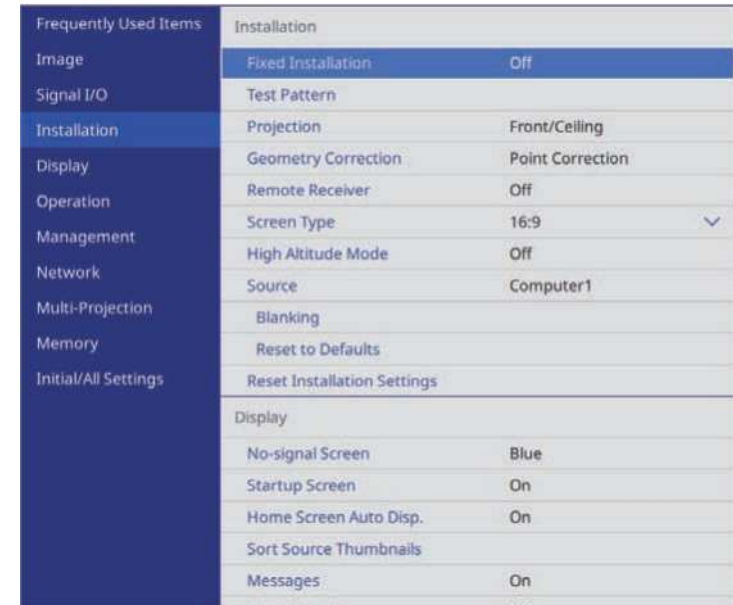 Frequently Used Items
Image
Signal I/O
Installation
Display
Operation
Management
Network
Multi-Projection
Memory
Initial/All Settings
Installation
Fixed Installation Off
Test Pattern
Projection Front/Ceiling
Geometry Correction Point Correction
Remote Receiver Off
Screen Type 16:9
High Altitude Mode Off
Source Computer1
Blanking
Reset to Defaults
Reset Installation Settings
Display
No-signal Screen Blue
Startup Screen On
Home Screen Auto Disp. On
Sort Source Thumbnails
Messages On